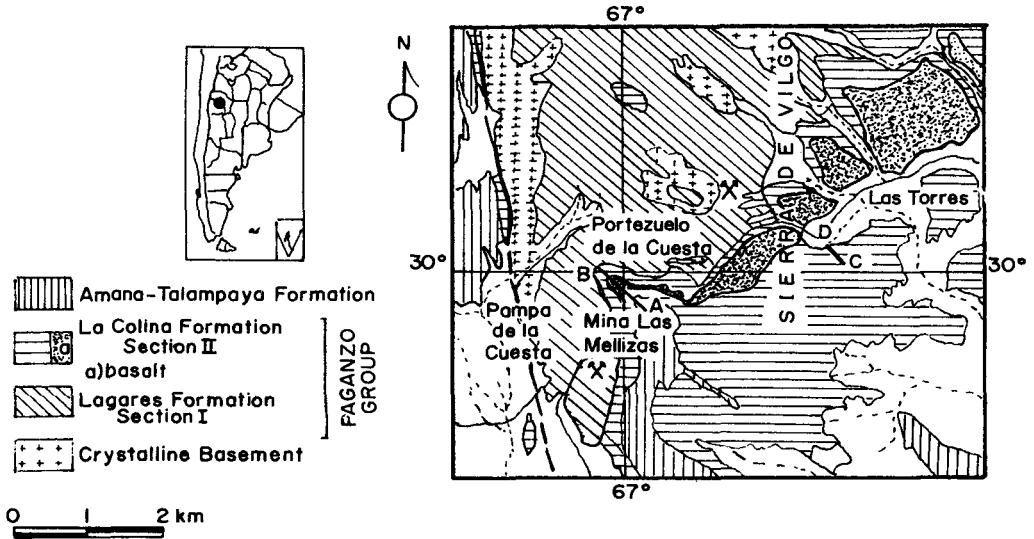 67°
N
SIERRA DE VILGO
Las Torres
Portezuelo
de la Cuesta
D
C
30°
30°
B
A
Pampa
de la
Cuesta
Mina Las
Mellizas
67°
Amana-Talampaya Formation
La Colina Formation
Section II
a
a) basalt
Lagares Formation
Section I
PAGANZO
GROUP
Crystalline Basement
0 1 2 km